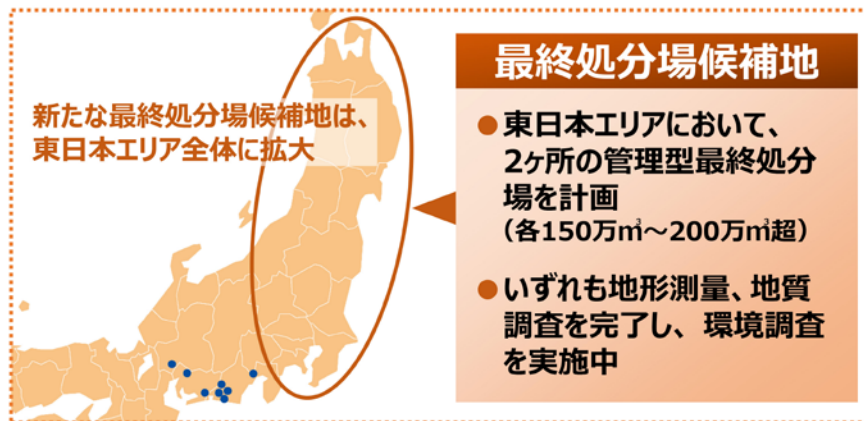 新たな最終処分場候補地は、
東日本エリア全体に拡大
最終処分場候補地
●東日本エリアにおいて、
2ヶ所の管理型最終処分
場を計画
（各150万㎥～200万㎥超）
●いずれも地形測量、地質
調査を完了し、環境調査
を実施中